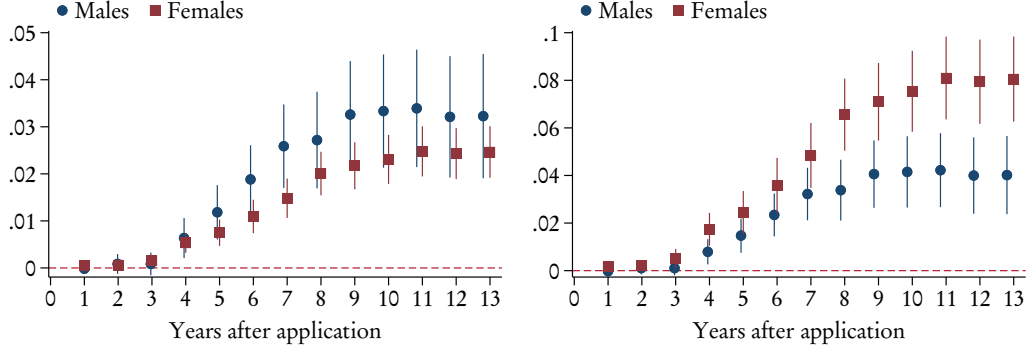 Males Females
.05
.04
.03
.02
.01
0
0 1 2 3 4 5 6 7 8 9 10 11 12 13
Years after application
Males Females
.1
.08
.06
.04
.02
0
0 1 2 3 4 5 6 7 8 9 10 11 12 13
Years after application